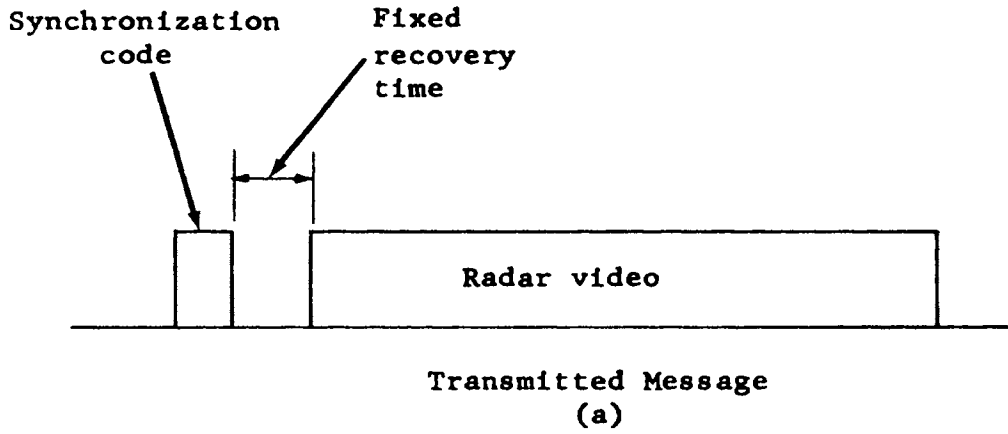 Synchronization
code
Fixed
recovery
time
Radar video
Transmitted Message
(a)